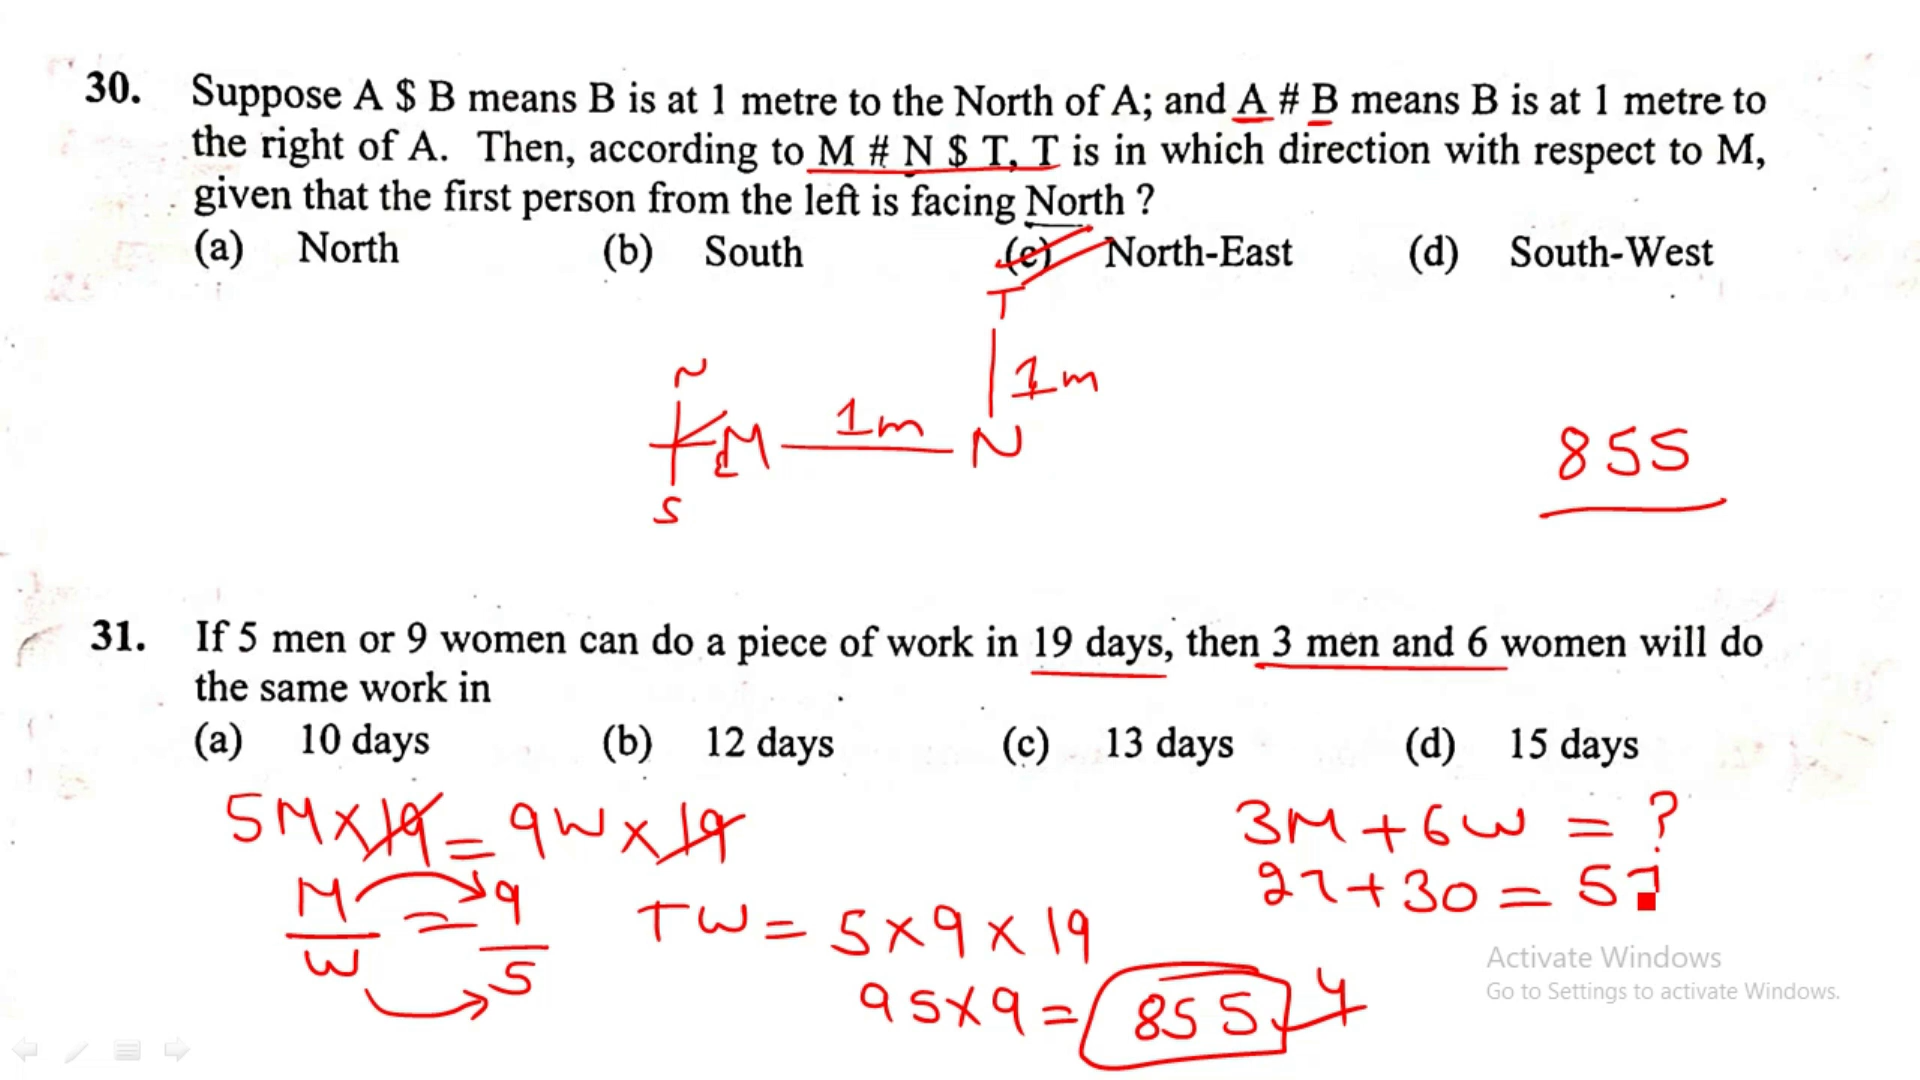 30. Suppose A $ B means B is at 1 metre to the North of A; and A # B means B is at 1 metre to
the right of A. Then, according to M # N $ T, T is in which direction with respect to M,
given that the first person from the left is facing North ?
(a) North (b) South (c) North-East (d) South-West
T
N
1m
1m
M N
S
855
31. If 5 men or 9 women can do a piece of work in 19 days, then 3 men and 6 women will do
the same work in
(a) 10 days (b) 12 days (c) 13 days (d) 15 days
5M×19 = 9W×19
3M+6W = ?
M/W = 9/5
27+30 = 57
TW = 5×9×19
95×9 = 855
Activate Windows
Go to Settings to activate Windows.